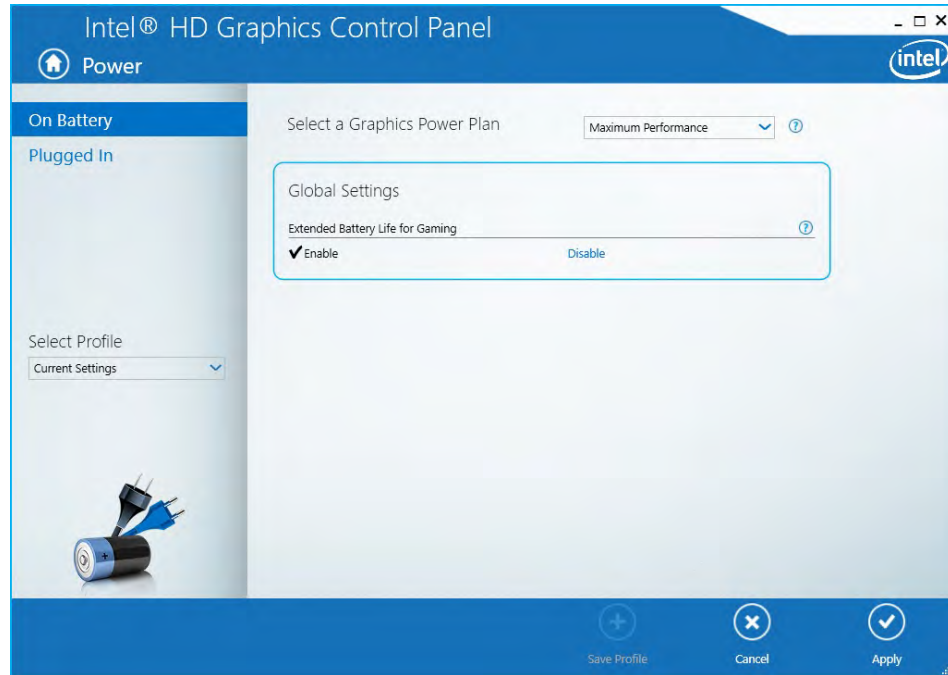 Intel® HD Graphics Control Panel
Power
intel
On Battery
Plugged In
Select a Graphics Power Plan
Maximum Performance
?
Global Settings
Extended Battery Life for Gaming
?
✔Enable
Disable
Select Profile
Current Settings
Save Profile
Cancel
Apply